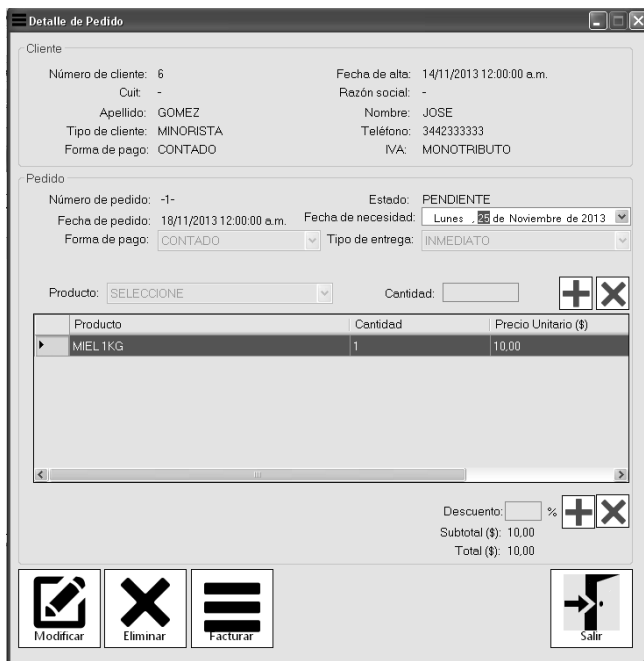 Detalle de Pedido
Cliente
Número de cliente: 6 Fecha de alta: 14/11/2013 12:00:00 a.m.
Cuit: - Razón social: -
Apellido: GOMEZ Nombre: JOSE
Tipo de cliente: MINORISTA Teléfono: 3442333333
Forma de pago: CONTADO IVA: MONOTRIBUTO
Pedido
Número de pedido: -1- Estado: PENDIENTE
Fecha de pedido: 18/11/2013 12:00:00 a.m. Fecha de necesidad: Lunes , 25 de Noviembre de 2013
Forma de pago: CONTADO Tipo de entrega: INMEDIATO
Producto: SELECCIONE Cantidad:
Producto Cantidad Precio Unitario ($)
MIEL 1KG 1 10,00
Descuento: %
Subtotal ($): 10,00
Total ($): 10,00
Modificar Eliminar Facturar Salir